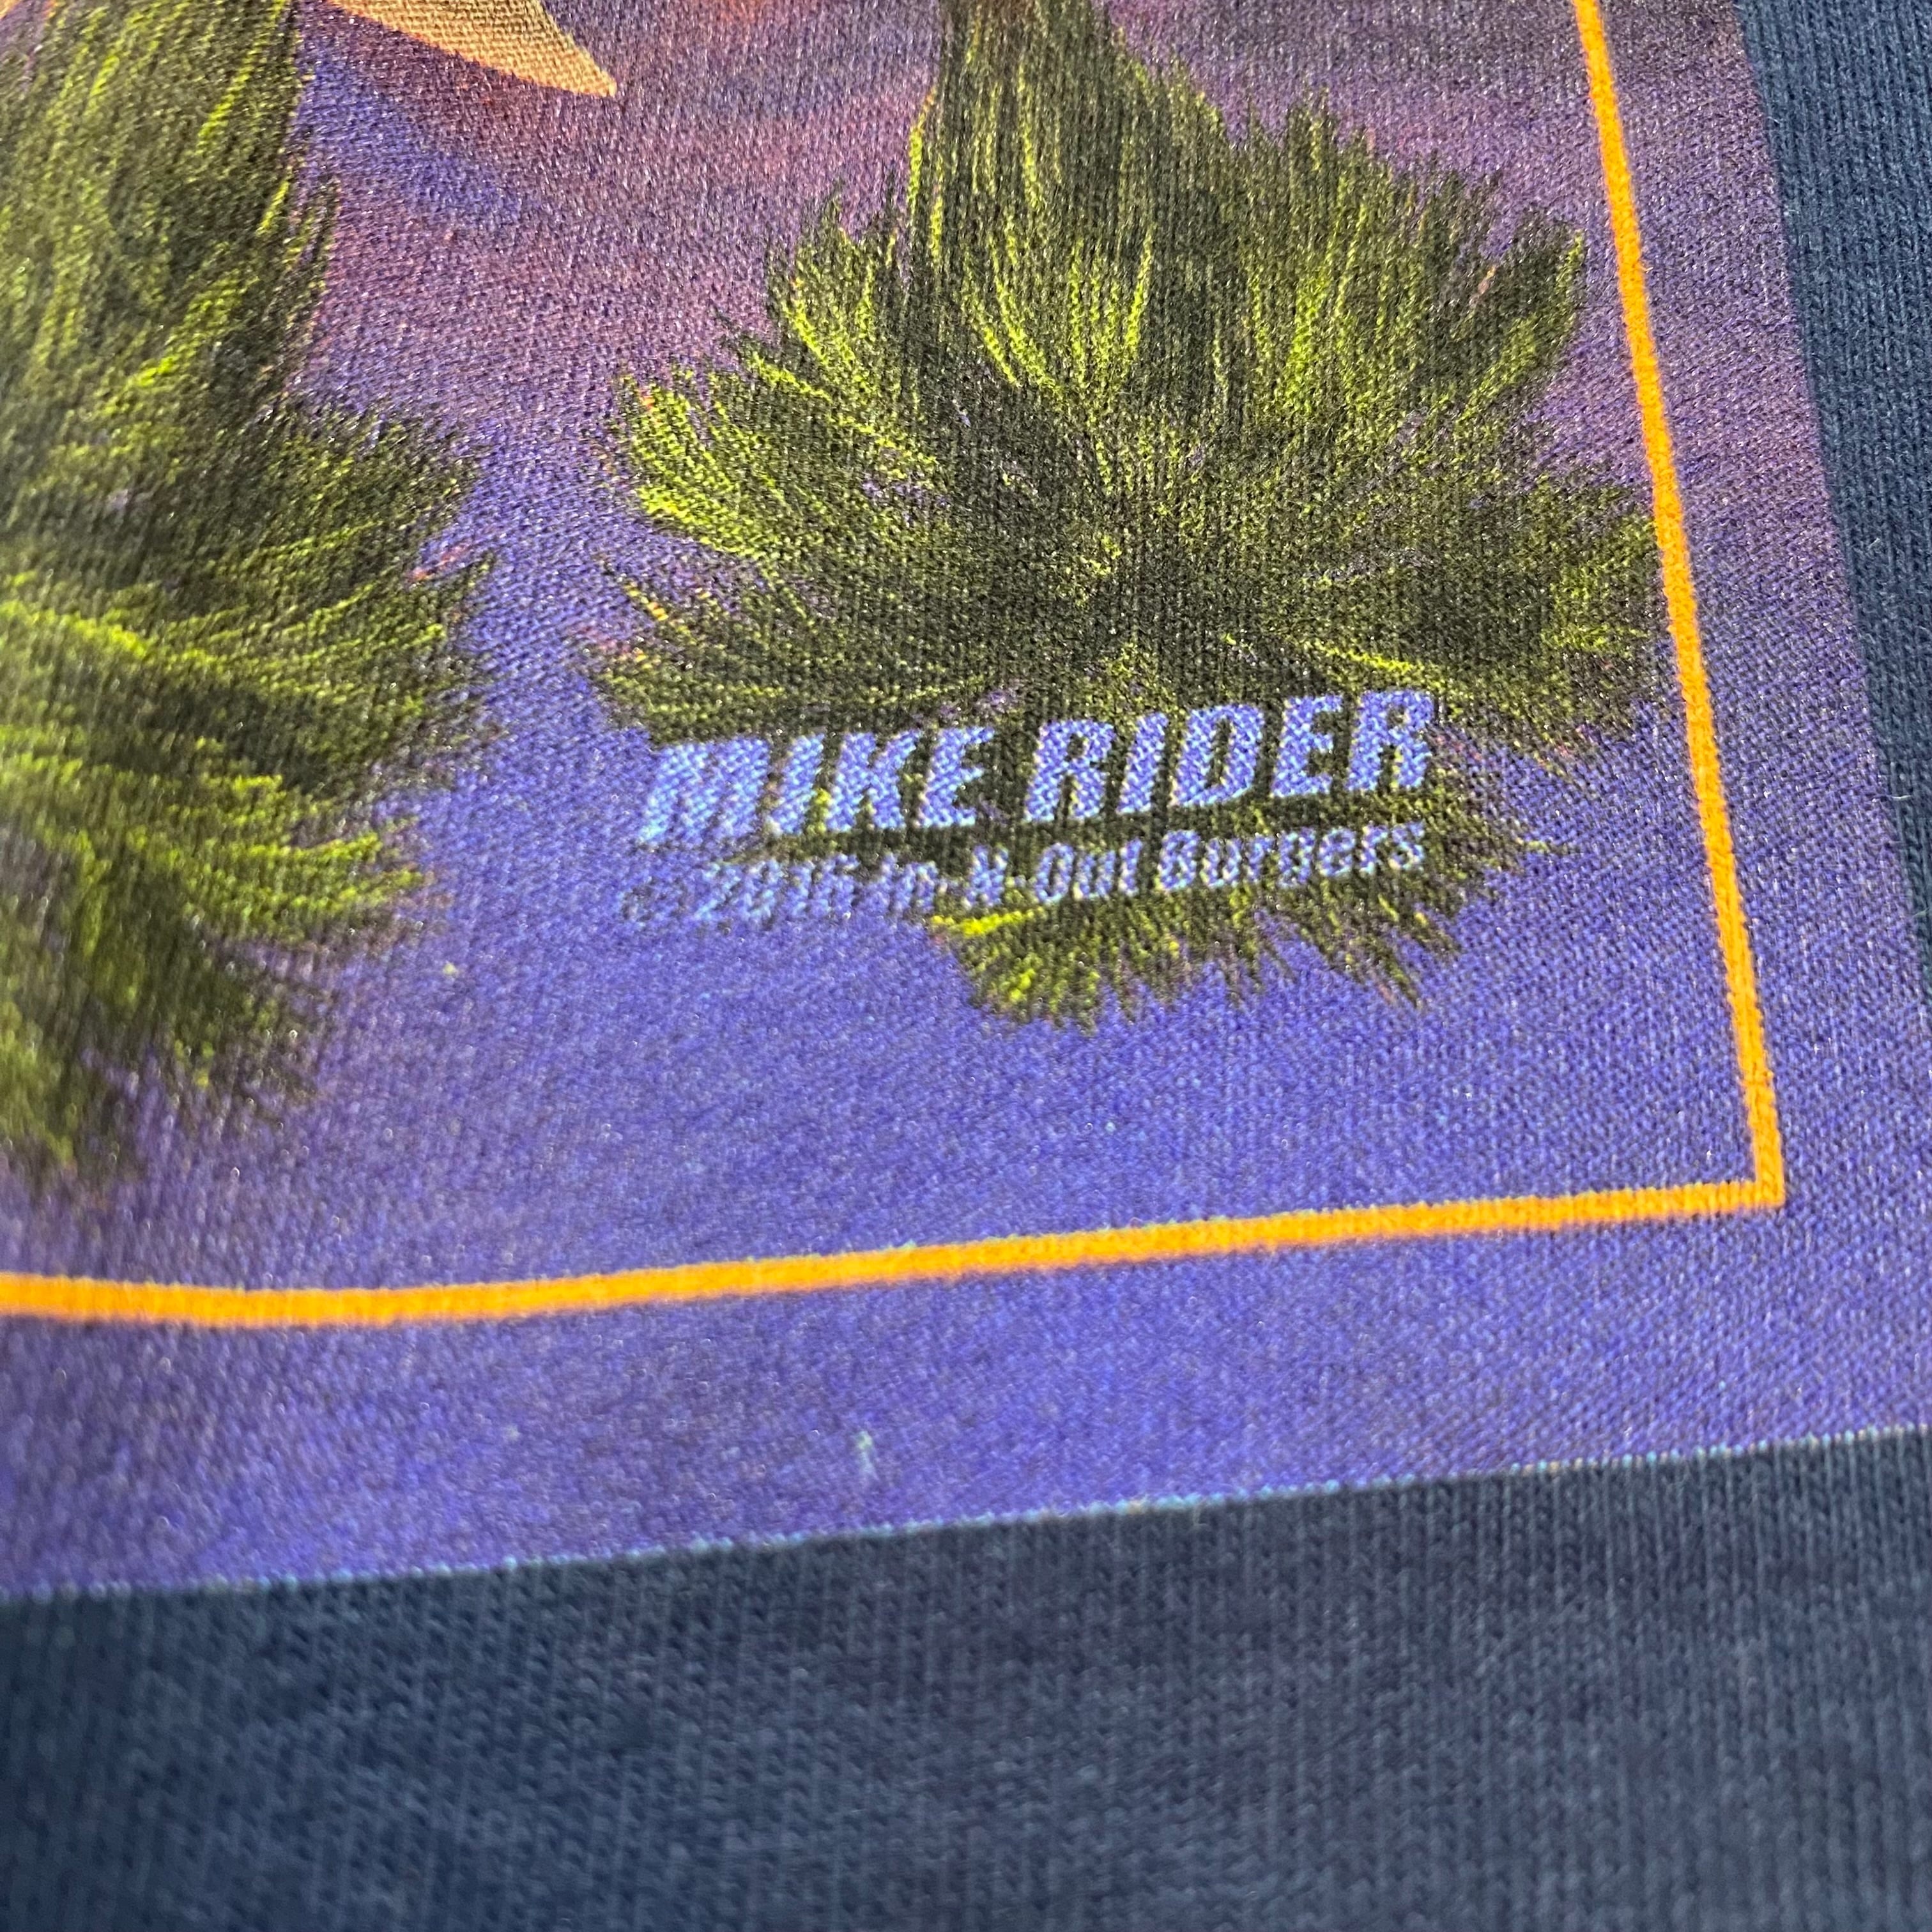 MIKE RIDER
© 2016 In-N-Out Burgers